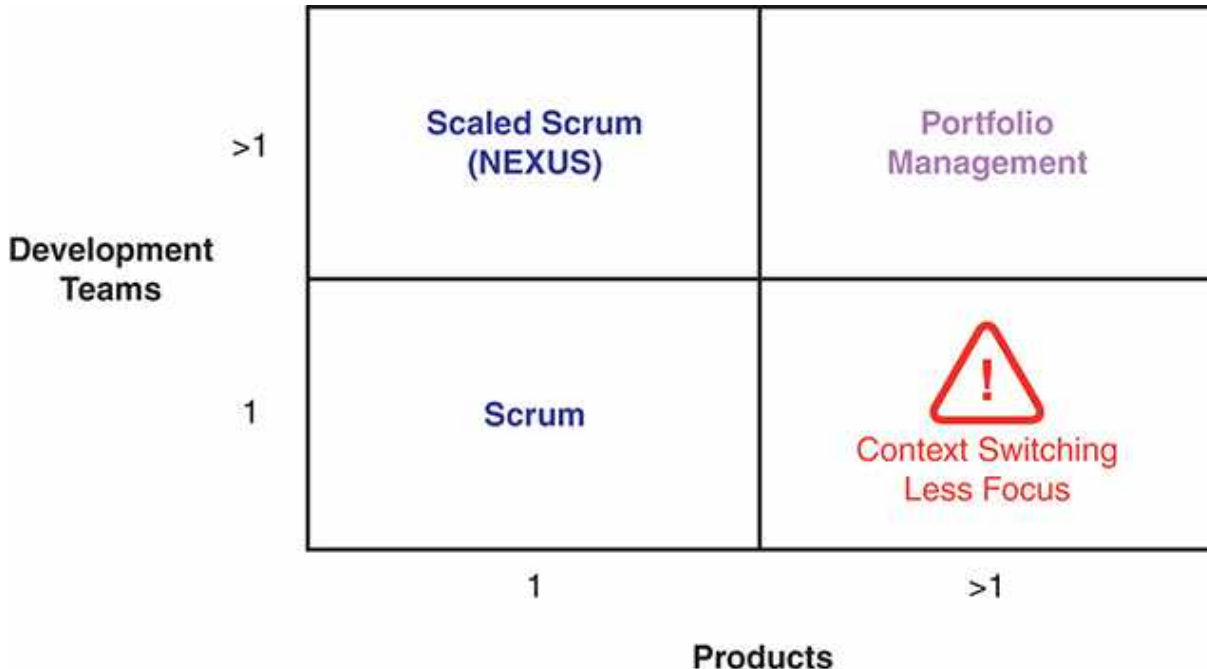 Scaled Scrum
(NEXUS)
Portfolio
Management
>1
Development
Teams
1
Scrum
!
Context Switching
Less Focus
1
>1
Products